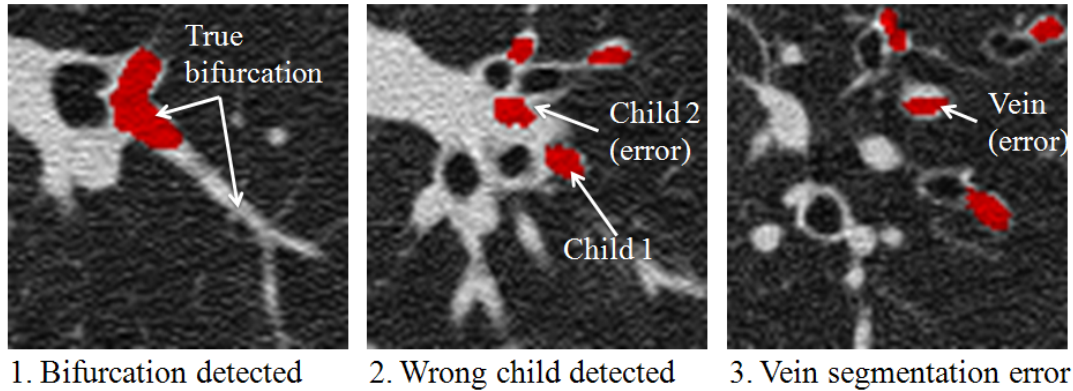 True
bifurcation
Child 2
(error)
Child 1
Vein
(error)
1. Bifurcation detected
2. Wrong child detected
3. Vein segmentation error